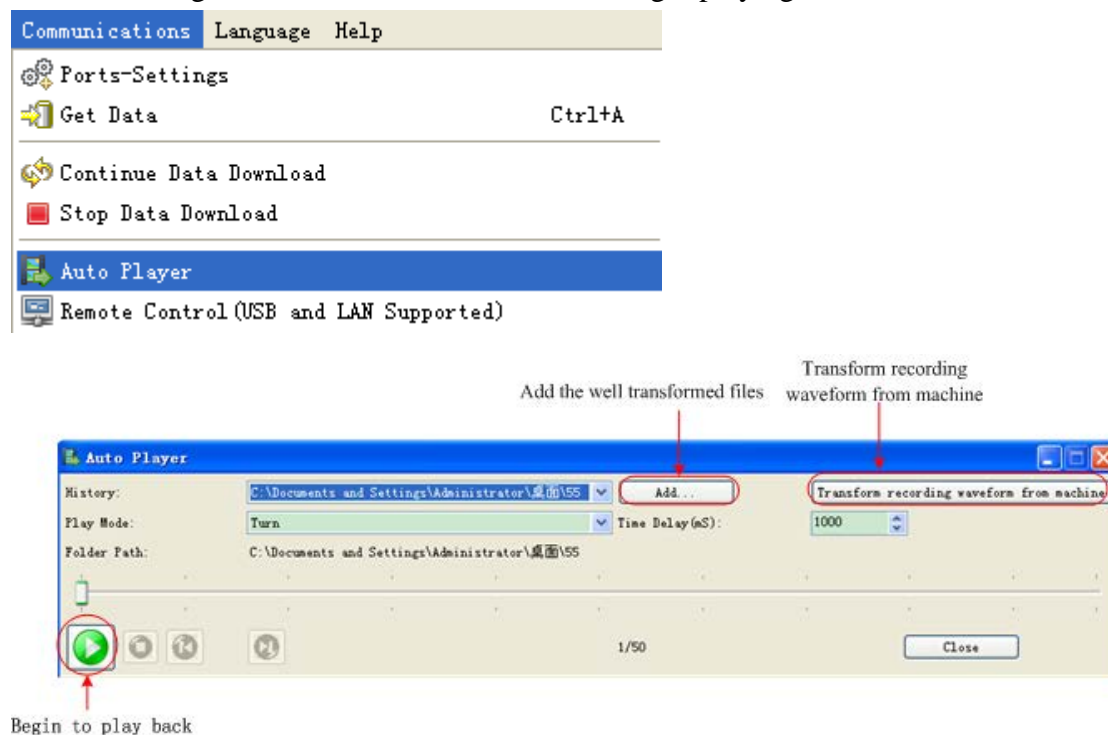 Communications Language Help
Ports-Settings
Get Data Ctrl+A
Continue Data Download
Stop Data Download
Auto Player
Remote Control(USB and LAN Supported)
Transform recording
Add the well transformed files waveform from machine
Auto Player
History: C:\Documents and Settings\Administrator\桌面\55 Add... Transform recording waveform from machine
Play Mode: Turn Time Delay(mS): 1000
Folder Path: C:\Documents and Settings\Administrator\桌面\55
1/50 Close
Begin to play back